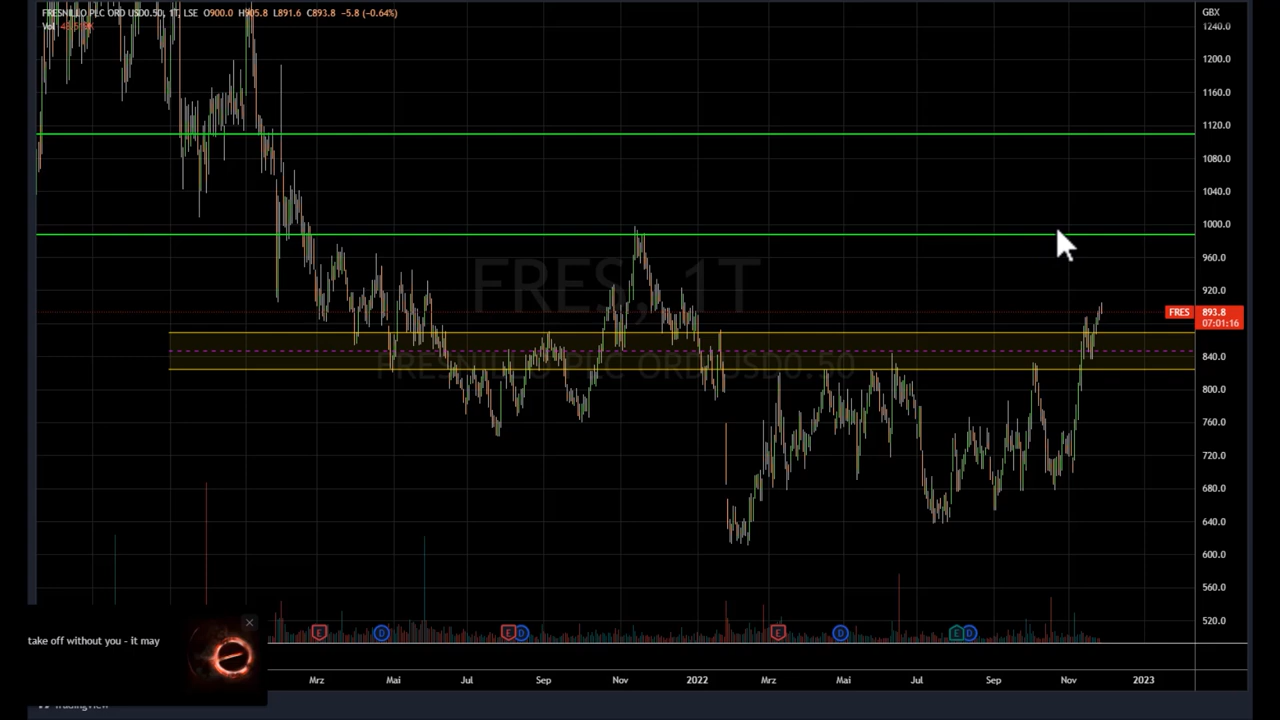 FRESNILLO PLC ORD USD0.50, 1T, LSE O900.0 H905.8 L891.6 C893.8 −5.8 (−0.64%)
Vol
GBX
1240.0
1200.0
1160.0
1120.0
1080.0
1040.0
1000.0
960.0
920.0
FRES 893.8
07:01:16
840.0
800.0
760.0
720.0
680.0
640.0
600.0
560.0
520.0
FRES, 1T
FRESNILLO PLC ORD USD0.50
take off without you - it may
E D E D E D E D
Mrz Mai Jul Sep Nov 2022 Mrz Mai Jul Sep Nov 2023
TradingView